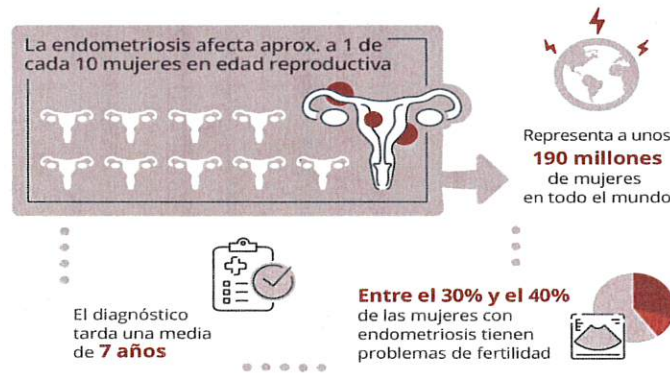 La endometriosis afecta aprox. a 1 de
cada 10 mujeres en edad reproductiva
Representa a unos
190 millones
de mujeres
en todo el mundo
El diagnóstico
tarda una media
de 7 años
Entre el 30% y el 40%
de las mujeres con
endometriosis tienen
problemas de fertilidad
E